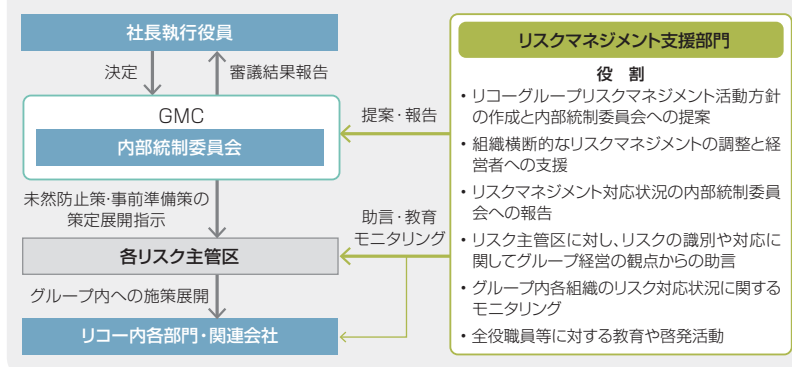 社長執行役員
決定
審議結果報告
GMC
内部統制委員会
未然防止策・事前準備策の
策定展開指示
各リスク主管区
グループ内への施策展開
リコー内各部門・関連会社
提案・報告
助言・教育
モニタリング
リスクマネジメント支援部門
役 割
・リコーグループリスクマネジメント活動方針
の作成と内部統制委員会への提案
・組織横断的なリスクマネジメントの調整と経
営者への支援
・リスクマネジメント対応状況の内部統制委員
会への報告
・リスク主管区に対し、リスクの識別や対応に
関してグループ経営の観点からの助言
・グループ内各組織のリスク対応状況に関する
モニタリング
・全役職員等に対する教育や啓発活動